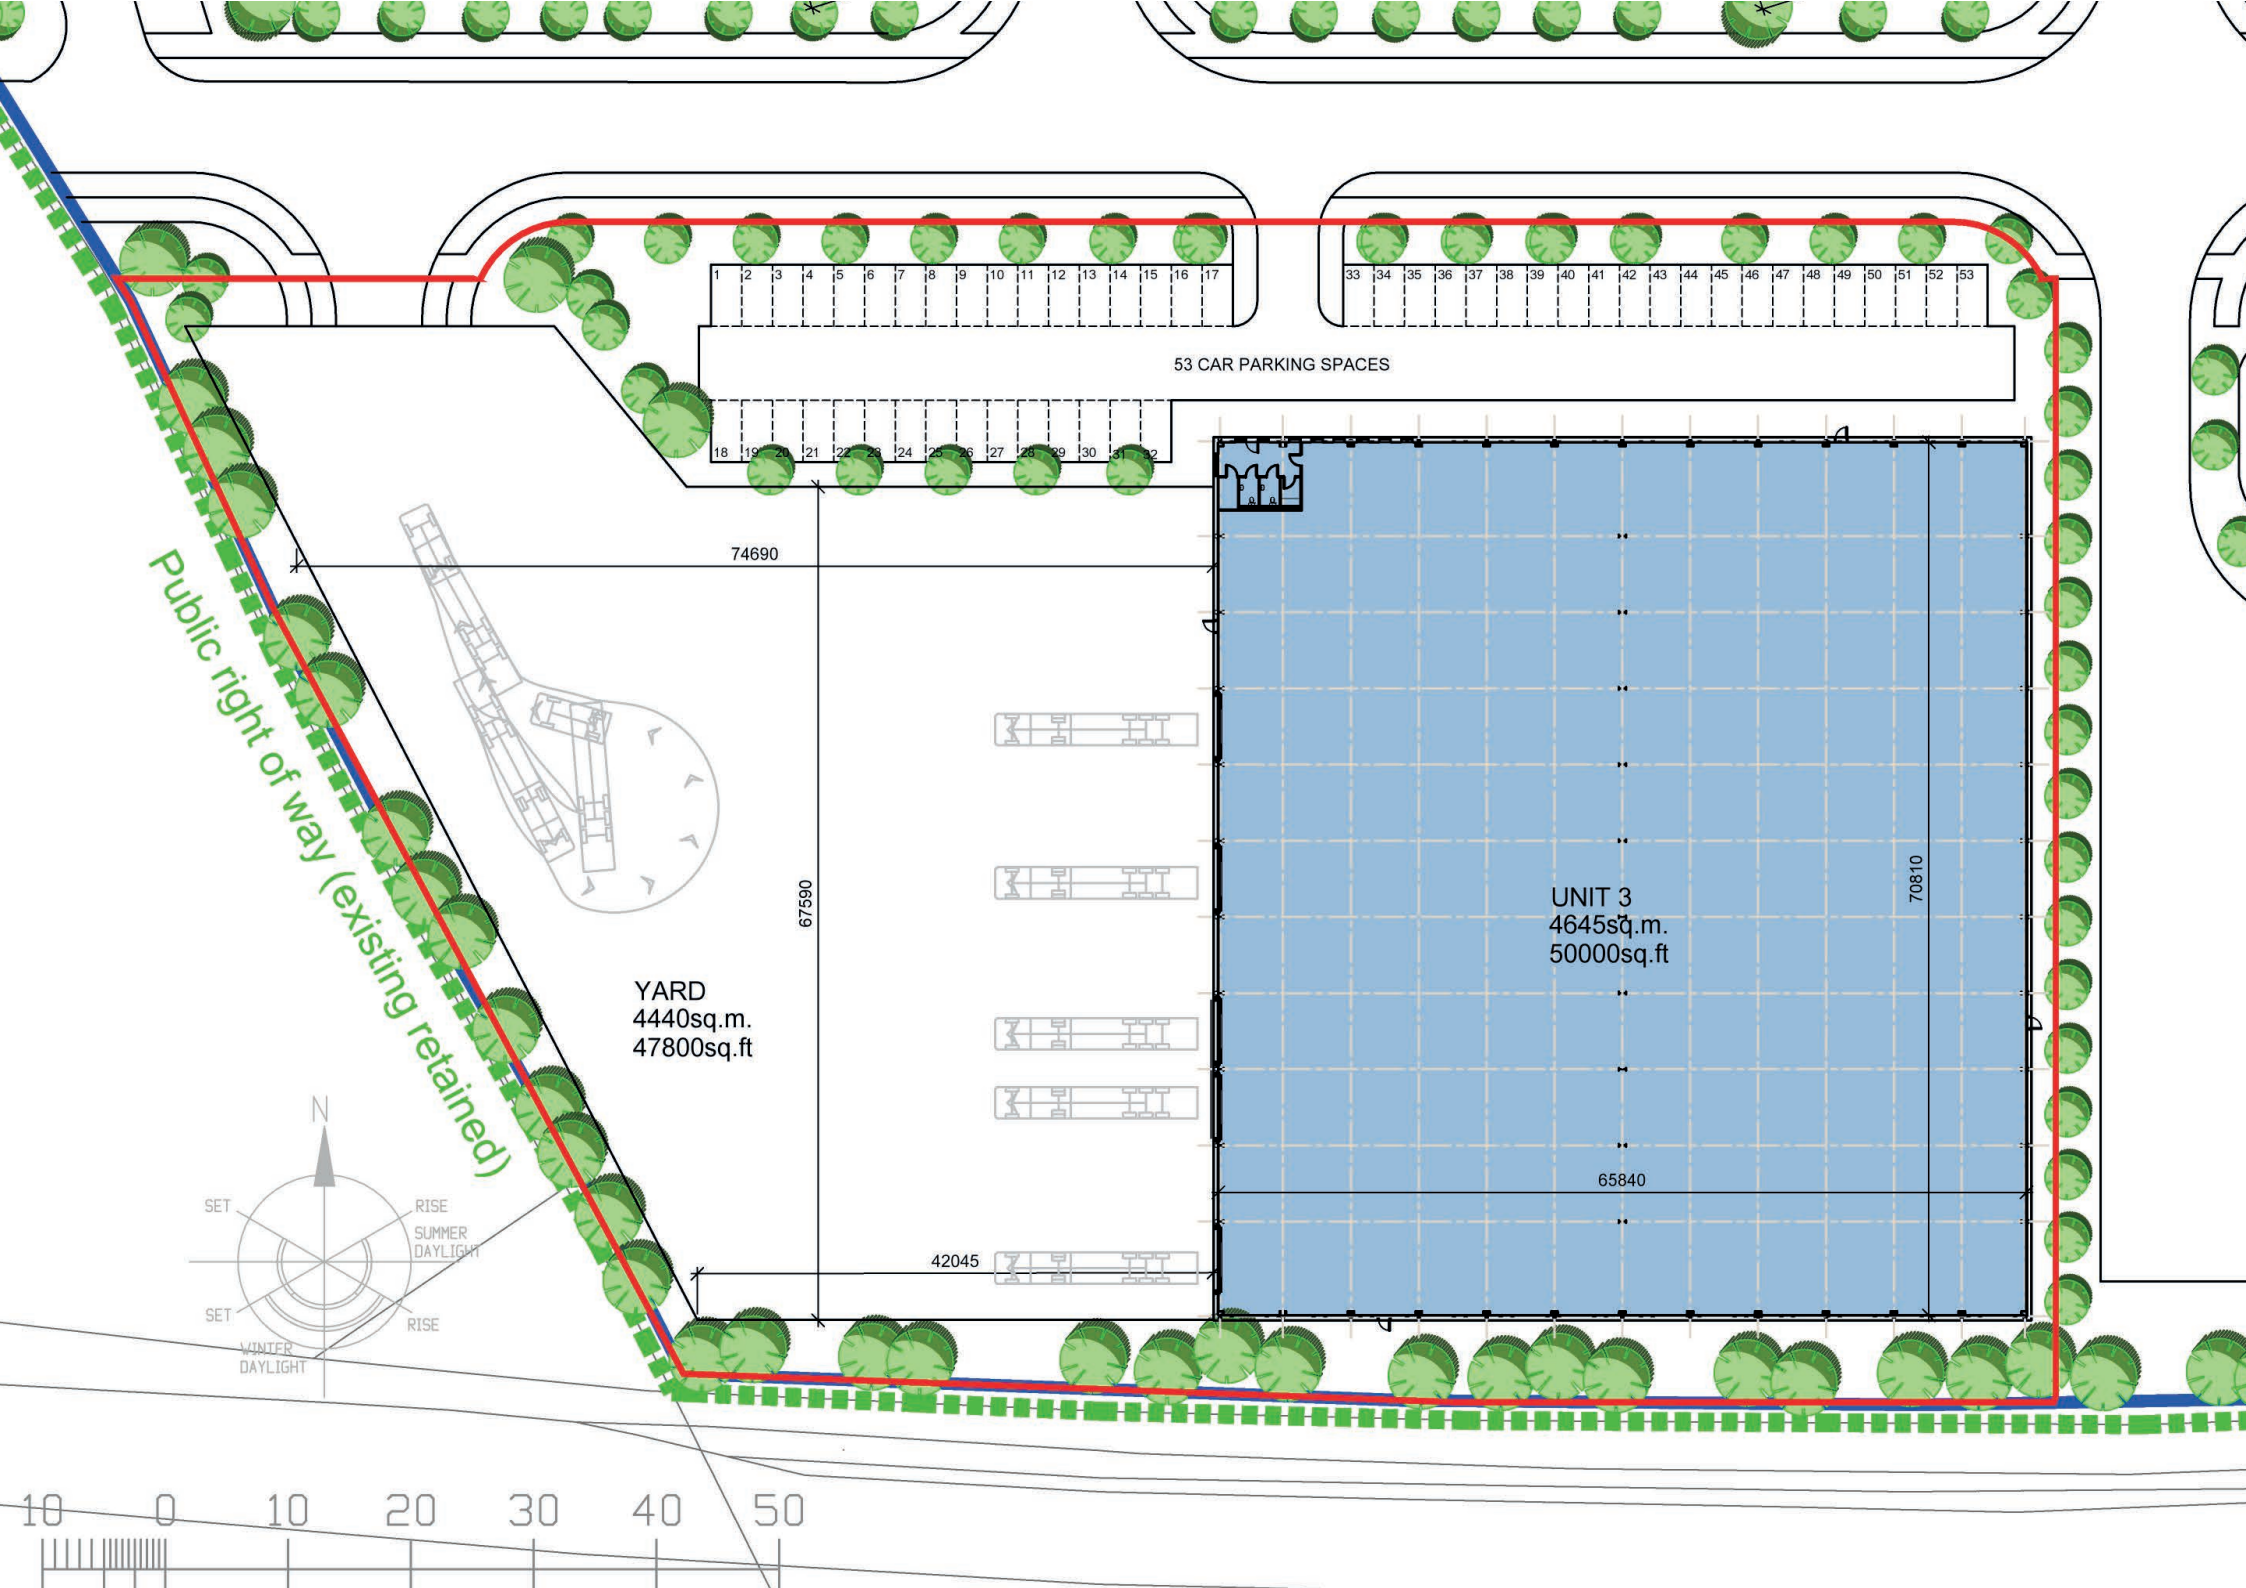 1 2 3 4 5 6 7 8 9 10 11 12 13 14 15 16 17
33 34 35 36 37 38 39 40 41 42 43 44 45 46 47 48 49 50 51 52 53
53 CAR PARKING SPACES
18 19 20 21 22 23 24 25 26 27 28 29 30 31 32
74690
Public right of way (existing retained)
67590
70810
UNIT 3
4645sq.m.
50000sq.ft
YARD
4440sq.m.
47800sq.ft
65840
42045
N
SET
RISE
SUMMER
DAYLIGHT
SET
RISE
WINTER
DAYLIGHT
10 0 10 20 30 40 50